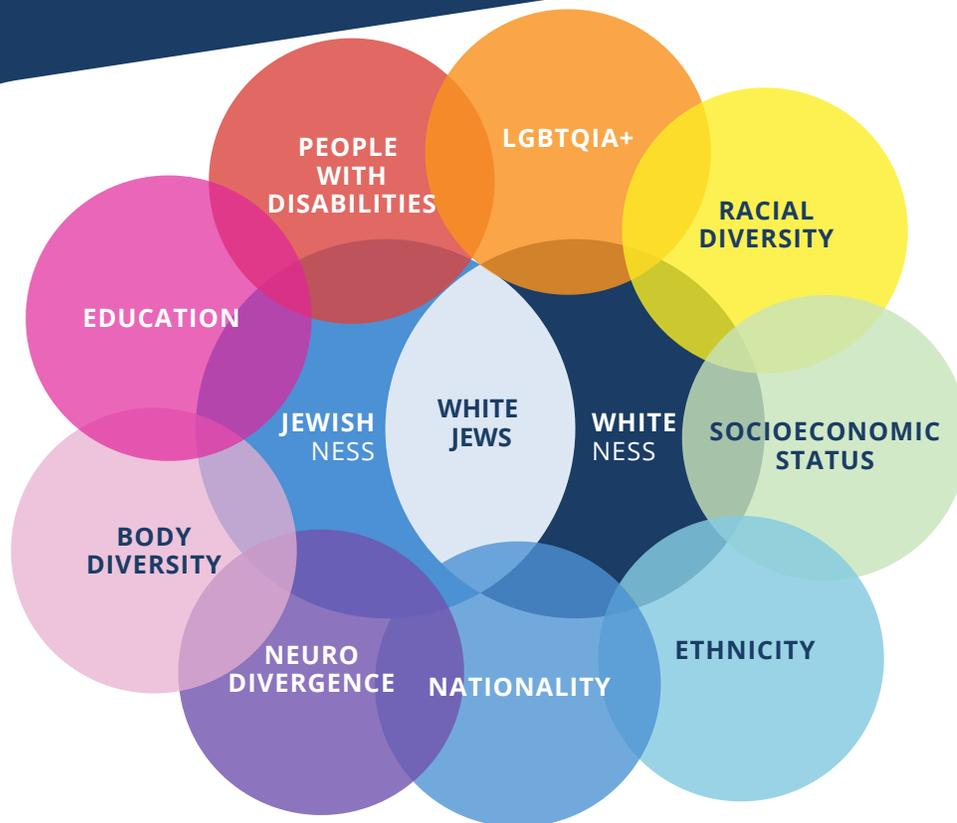 PEOPLE
WITH
DISABILITIES
LGBTQIA+
RACIAL
DIVERSITY
EDUCATION
JEWISH
NESS
WHITE
JEWS
WHITE
NESS
SOCIOECONOMIC
STATUS
BODY
DIVERSITY
NEURO
DIVERGENCE
NATIONALITY
ETHNICITY